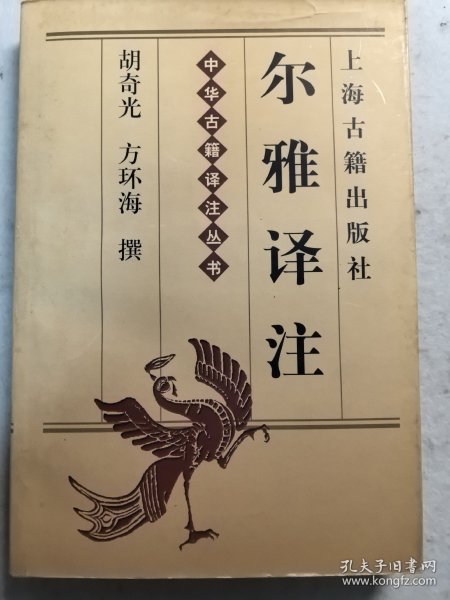 上海古籍出版社
尔雅译注
中华古籍译注丛书
胡奇光 方环海 撰
孔夫子旧书网
www.kongfz.com